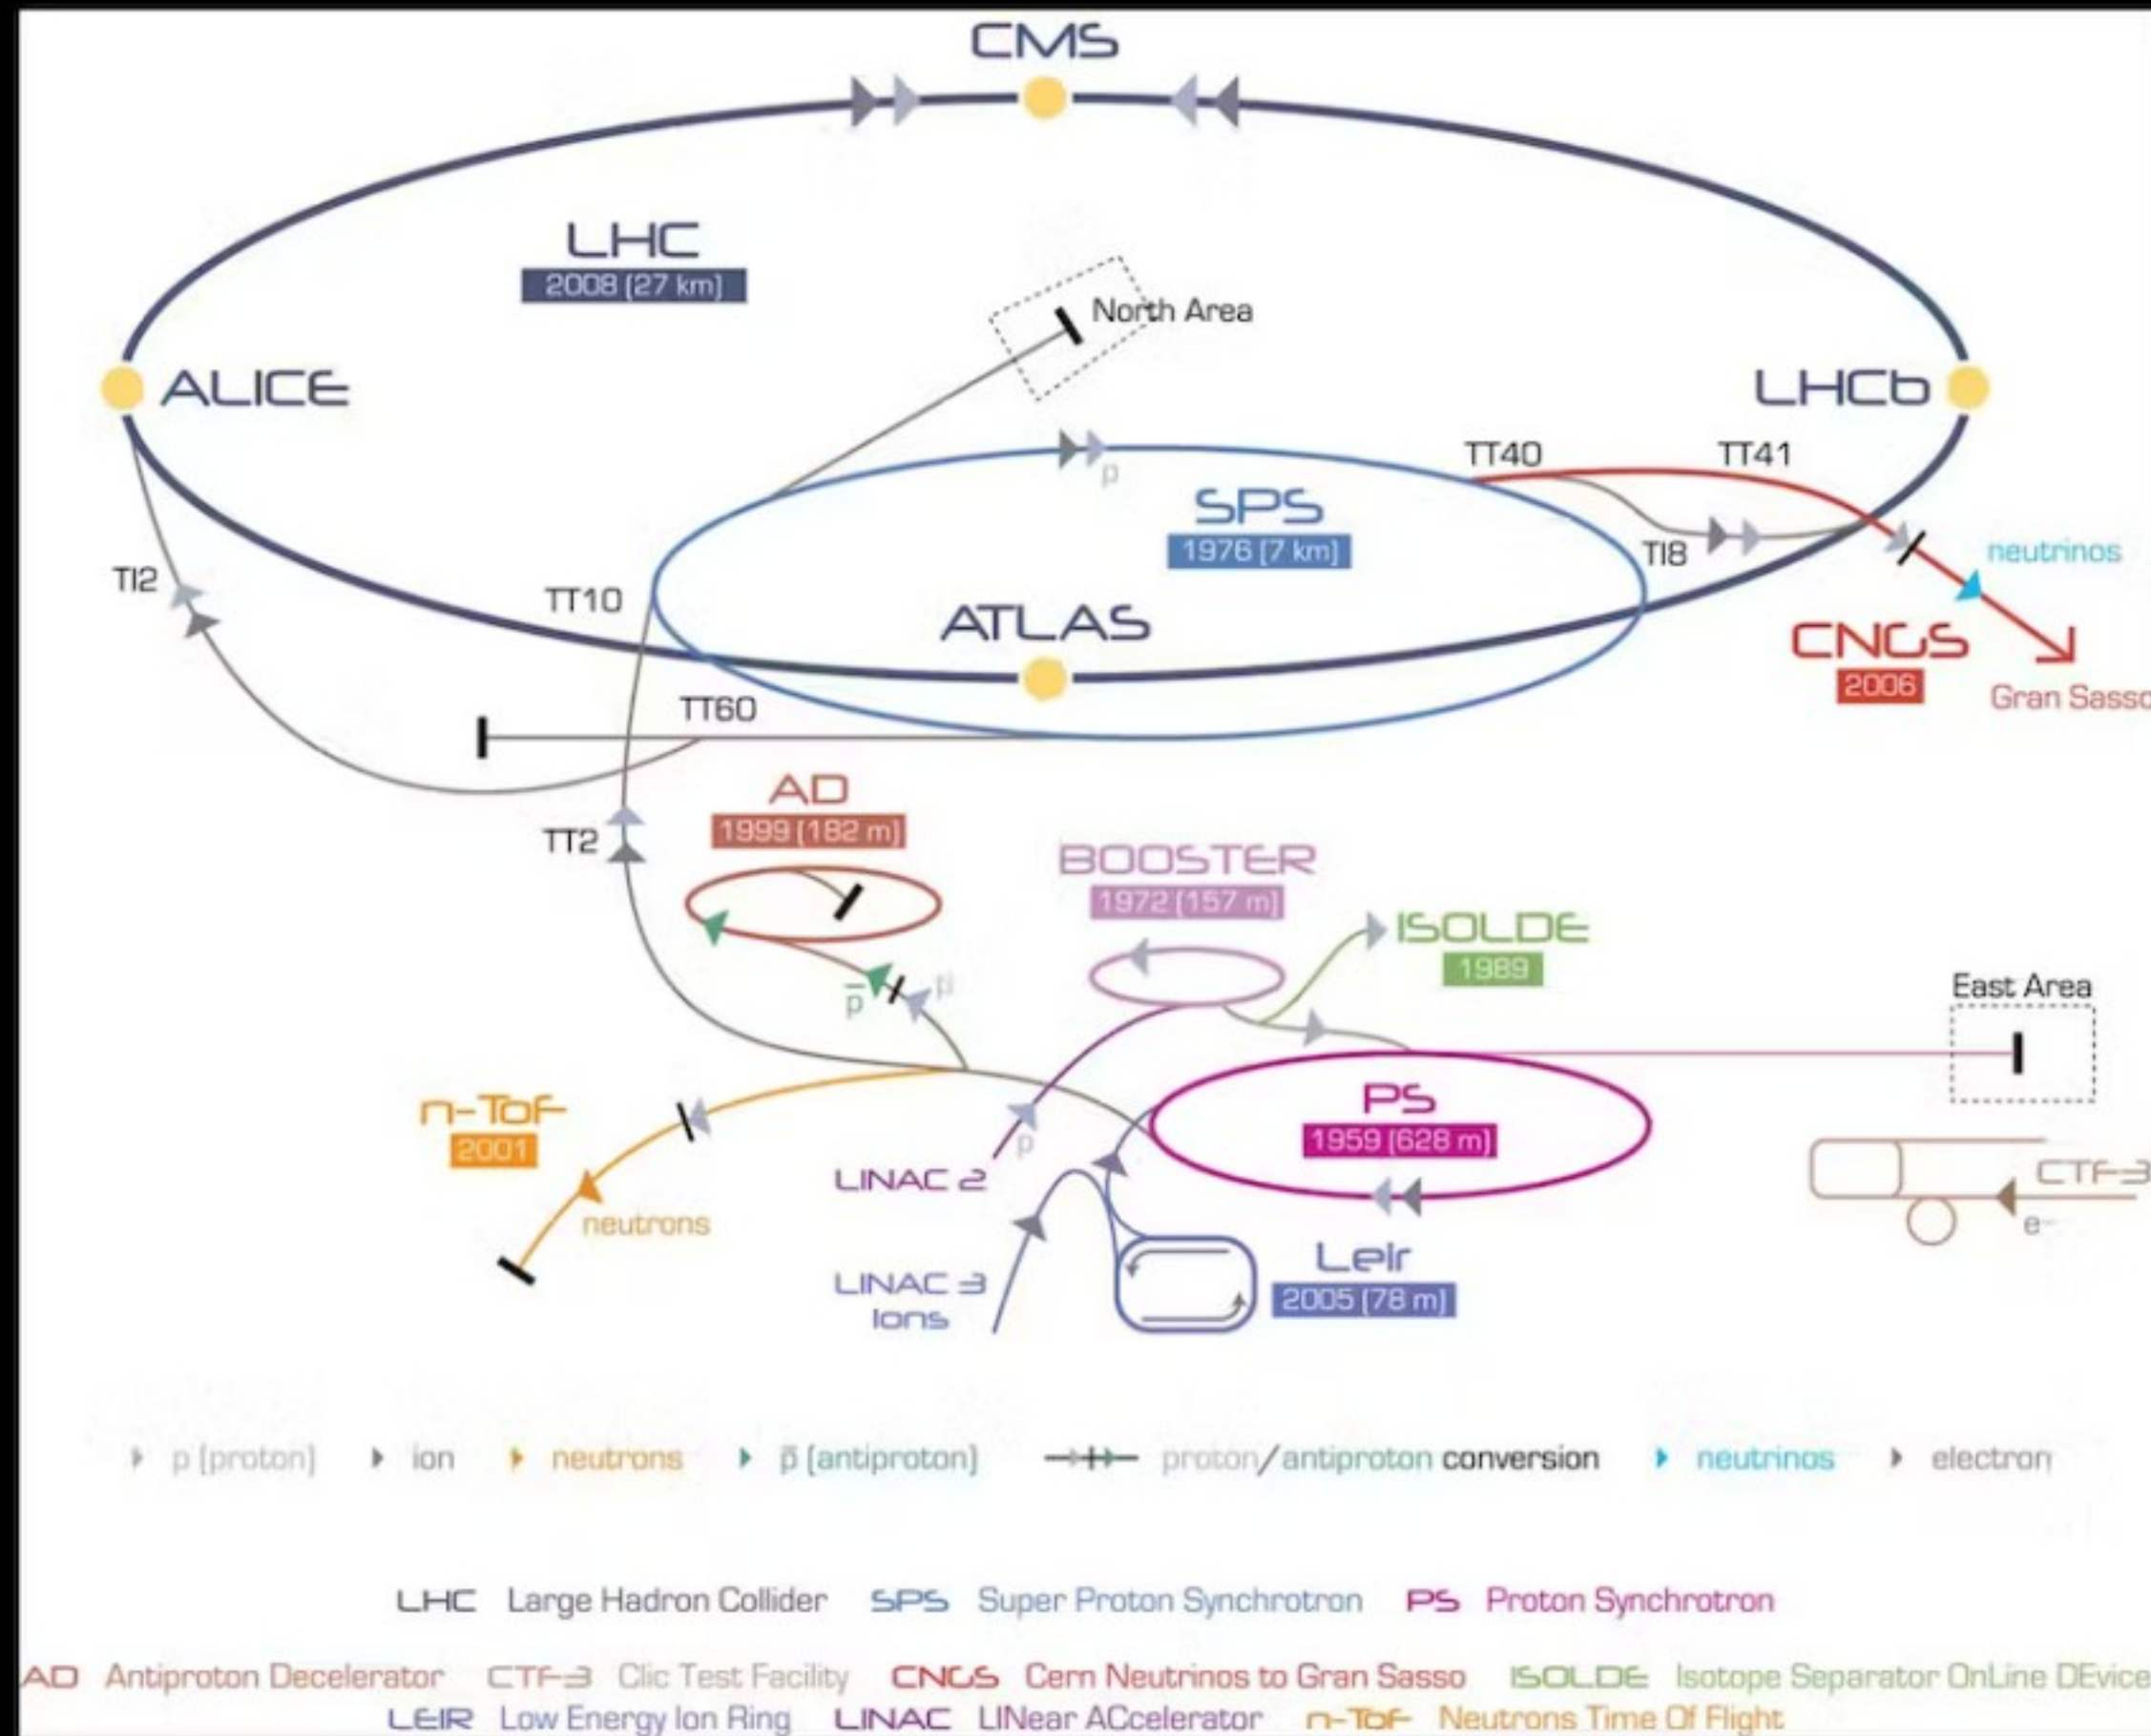 CMS
LHC
2008 (27 km)
North Area
ALICE
LHCb
TT40
TT41
p
SPS
1976 (7 km)
TI8
neutrinos
TI2
TT10
ATLAS
CNGS
2006
Gran Sasso
TT60
AD
1999 (182 m)
TT2
BOOSTER
1972 (157 m)
ISOLDE
1989
East Area
p̅
PS
1959 (628 m)
n-ToF
2001
p
LINAC 2
CTF-3
e-
neutrons
Leir
2005 (78 m)
LINAC 3
Ions
p (proton) ion neutrons p̅ (antiproton) proton/antiproton conversion neutrinos electron
LHC Large Hadron Collider SPS Super Proton Synchrotron PS Proton Synchrotron
AD Antiproton Decelerator CTF-3 Clic Test Facility CNGS Cern Neutrinos to Gran Sasso ISOLDE Isotope Separator OnLine DEvice
LEIR Low Energy Ion Ring LINAC LINear ACcelerator n-ToF Neutrons Time Of Flight